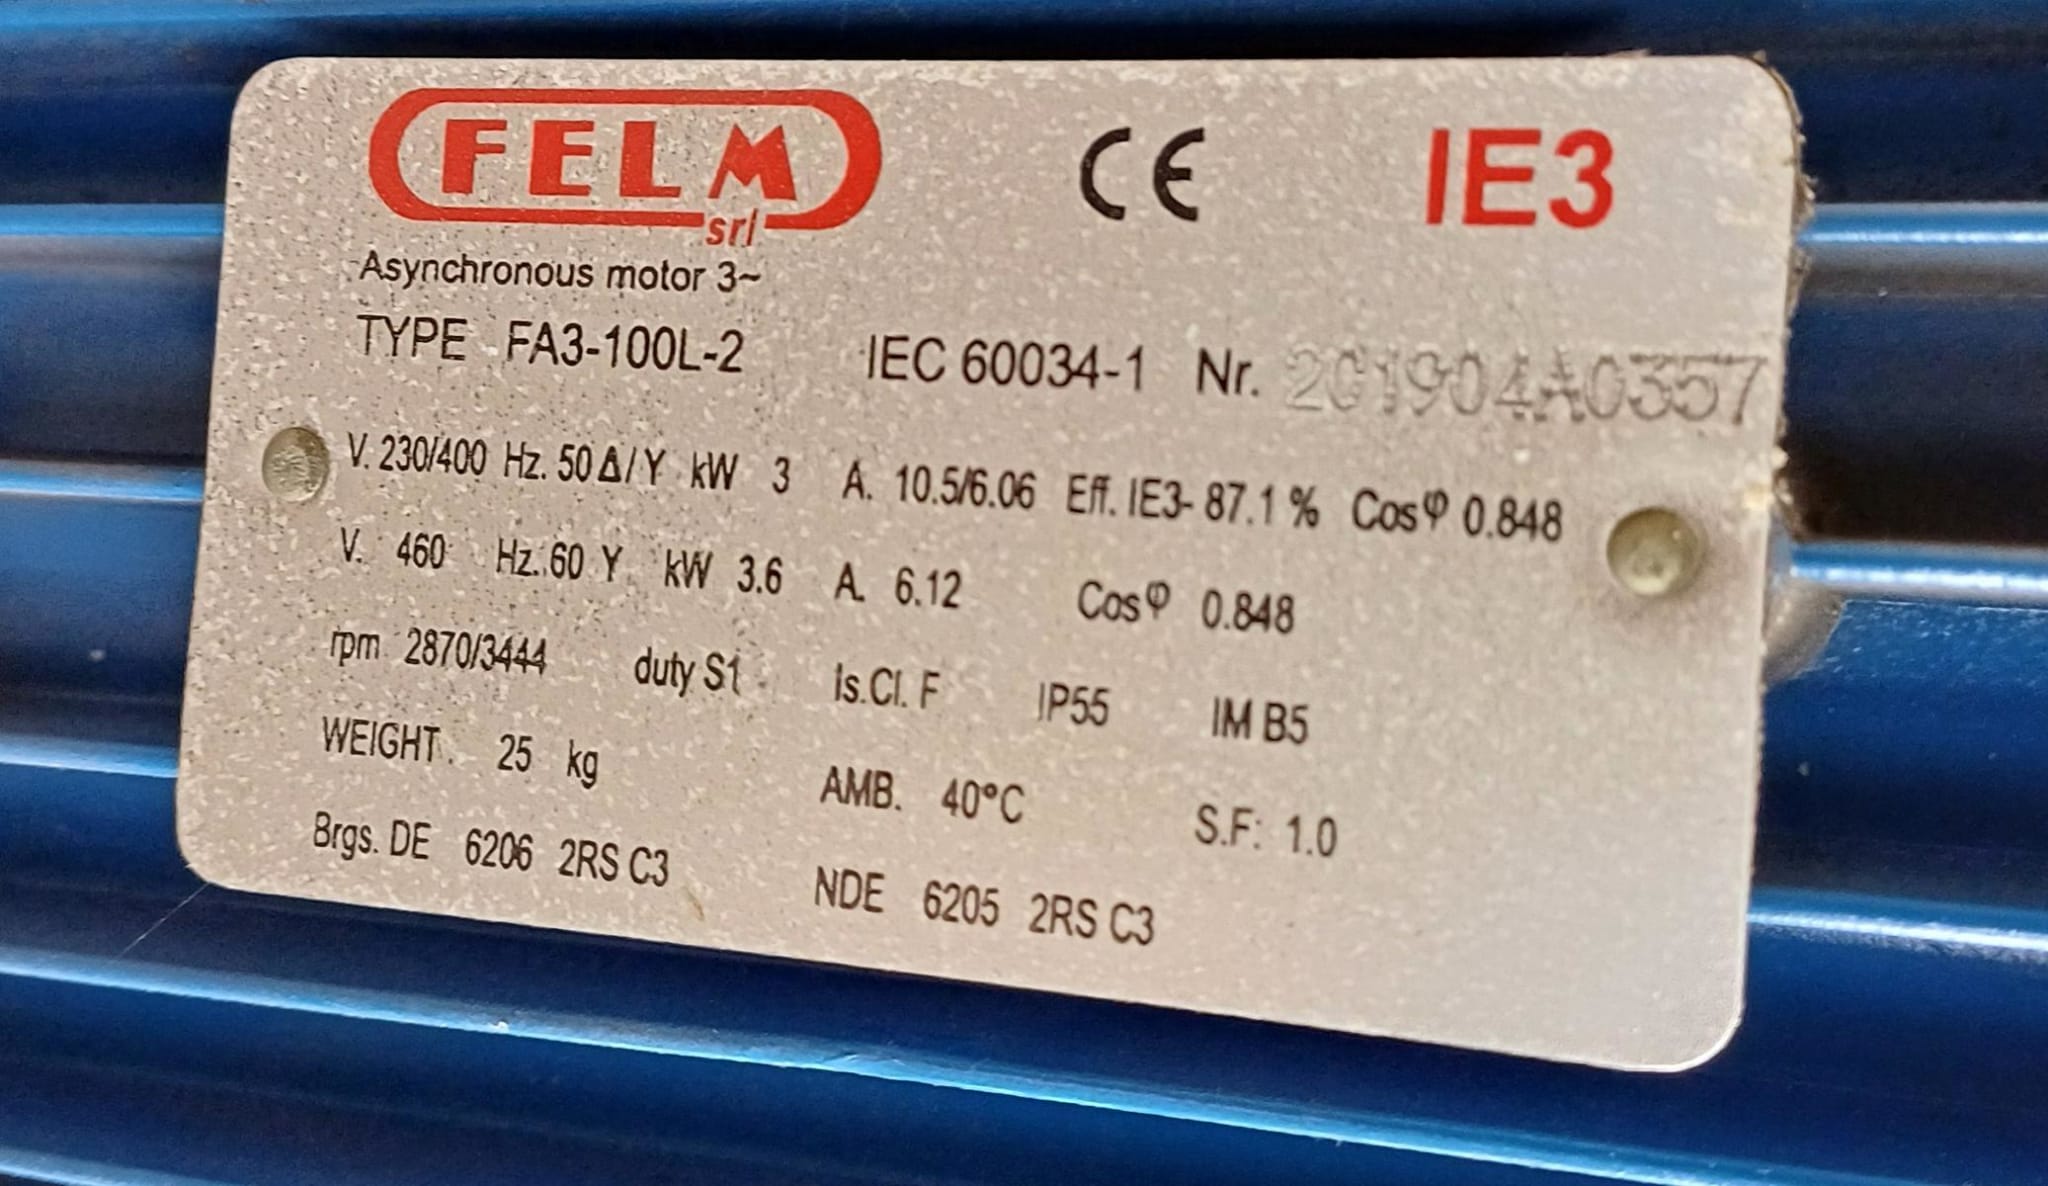 FELM
srl
CE
IE3
Asynchronous motor 3~
TYPE FA3-100L-2 IEC 60034-1 Nr. 201904A0357
V. 230/400 Hz. 50 Δ/Y kW 3 A. 10.5/6.06 Eff. IE3- 87.1 % Cosφ 0.848
V. 460 Hz. 60 Y kW 3.6 A. 6.12 Cosφ 0.848
rpm 2870/3444 duty S1 Is.Cl. F IP55 IM B5
WEIGHT. 25 kg AMB. 40°C S.F: 1.0
Brgs. DE 6206 2RS C3 NDE 6205 2RS C3